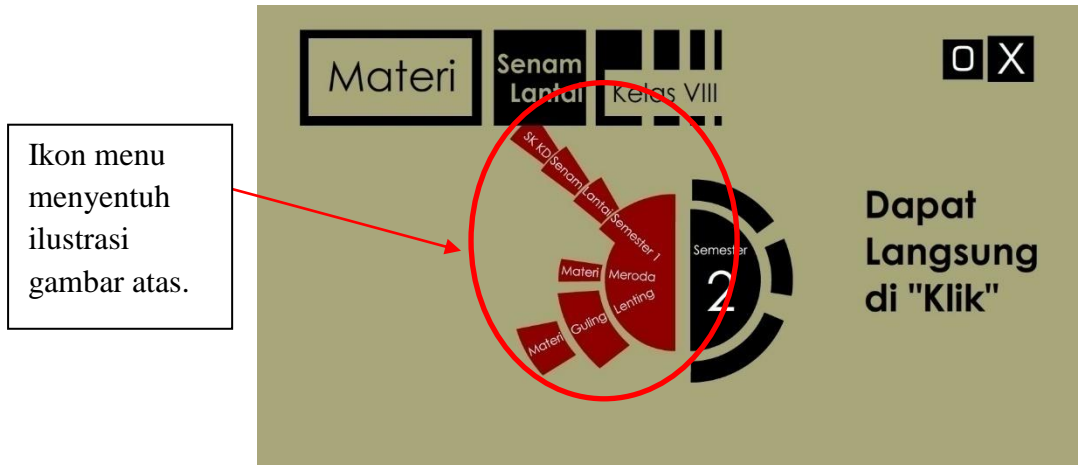 Materi
Senam
Lantai
Kelas VIII
O X
Ikon menu
menyentuh
ilustrasi
gambar atas.
SK KD Senam Lantai Semester 1
Materi Meroda
Materi Guling Lenting
Semester
2
Dapat
Langsung
di "Klik"